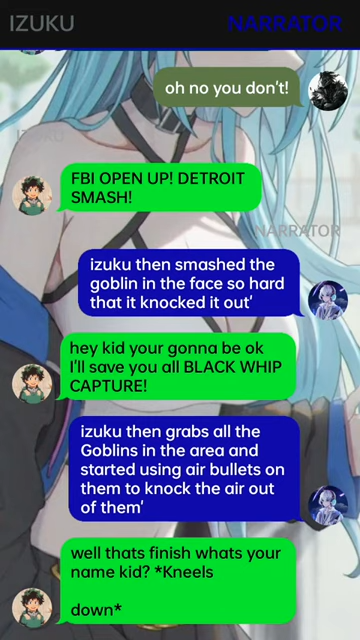 IZUKU
NARRATOR
oh no you don't!
IZUKU
FBI OPEN UP! DETROIT
SMASH!
NARRATOR
izuku then smashed the
goblin in the face so hard
that it knocked it out'
hey kid your gonna be ok
I'll save you all BLACK WHIP
CAPTURE!
izuku then grabs all the
Goblins in the area and
started using air bullets on
them to knock the air out
of them'
well thats finish whats your
name kid? *Kneels
down*